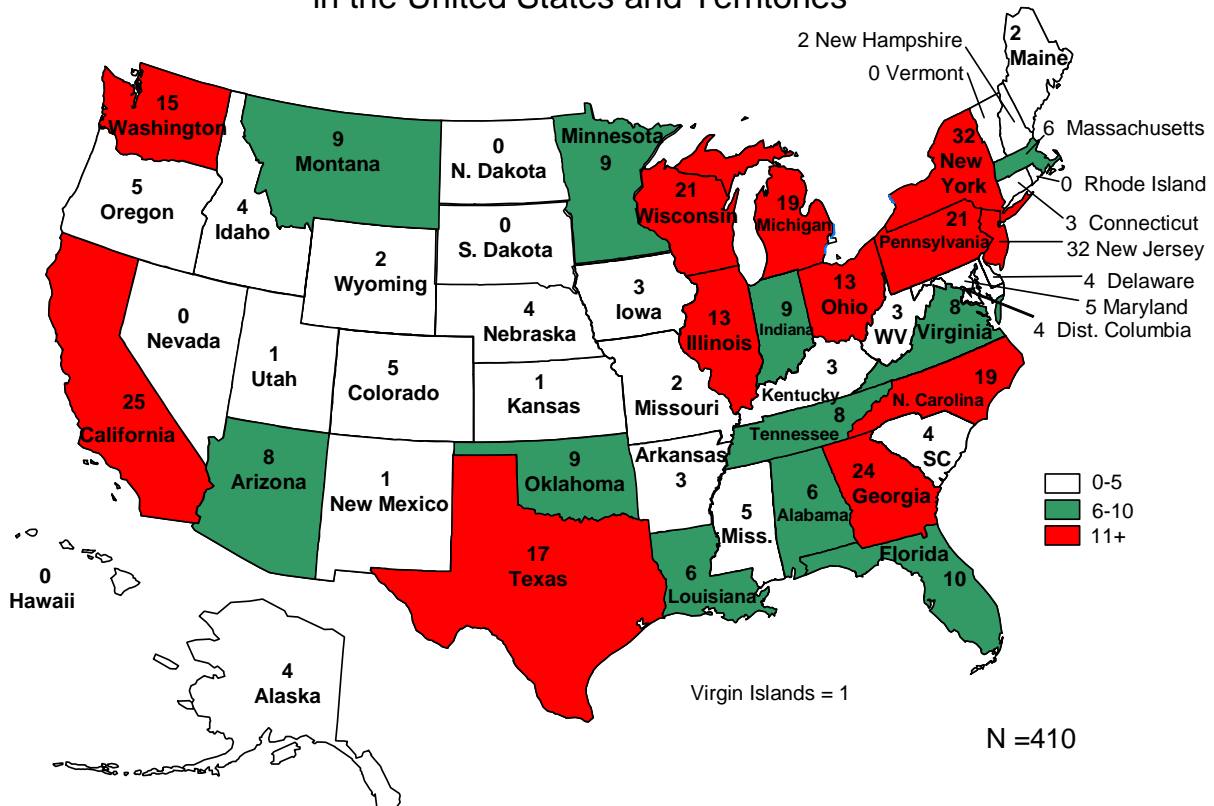 in the United States and Territories
2 New Hampshire
2
Maine
0 Vermont
15
Washington
9
Montana
0
N. Dakota
Minnesota
9
6 Massachusetts
32
New
York
5
Oregon
4
Idaho
21
Wisconsin
19
Michigan
0 Rhode Island
0
S. Dakota
21
Pennsylvania
3 Connecticut
32 New Jersey
2
Wyoming
3
Iowa
13
Ohio
4 Delaware
5 Maryland
4 Dist. Columbia
0
Nevada
4
Nebraska
13
Illinois
9
Indiana
3
WV
8
Virginia
1
Utah
5
Colorado
1
Kansas
2
Missouri
3
Kentucky
19
N. Carolina
25
California
8
Tennessee
8
Arizona
1
New Mexico
9
Oklahoma
Arkansas
3
4
SC
24
Georgia
6
Alabama
5
Miss.
0-5
6-10
11+
17
Texas
6
Louisiana
Florida
10
0
Hawaii
4
Alaska
Virgin Islands = 1
N =410